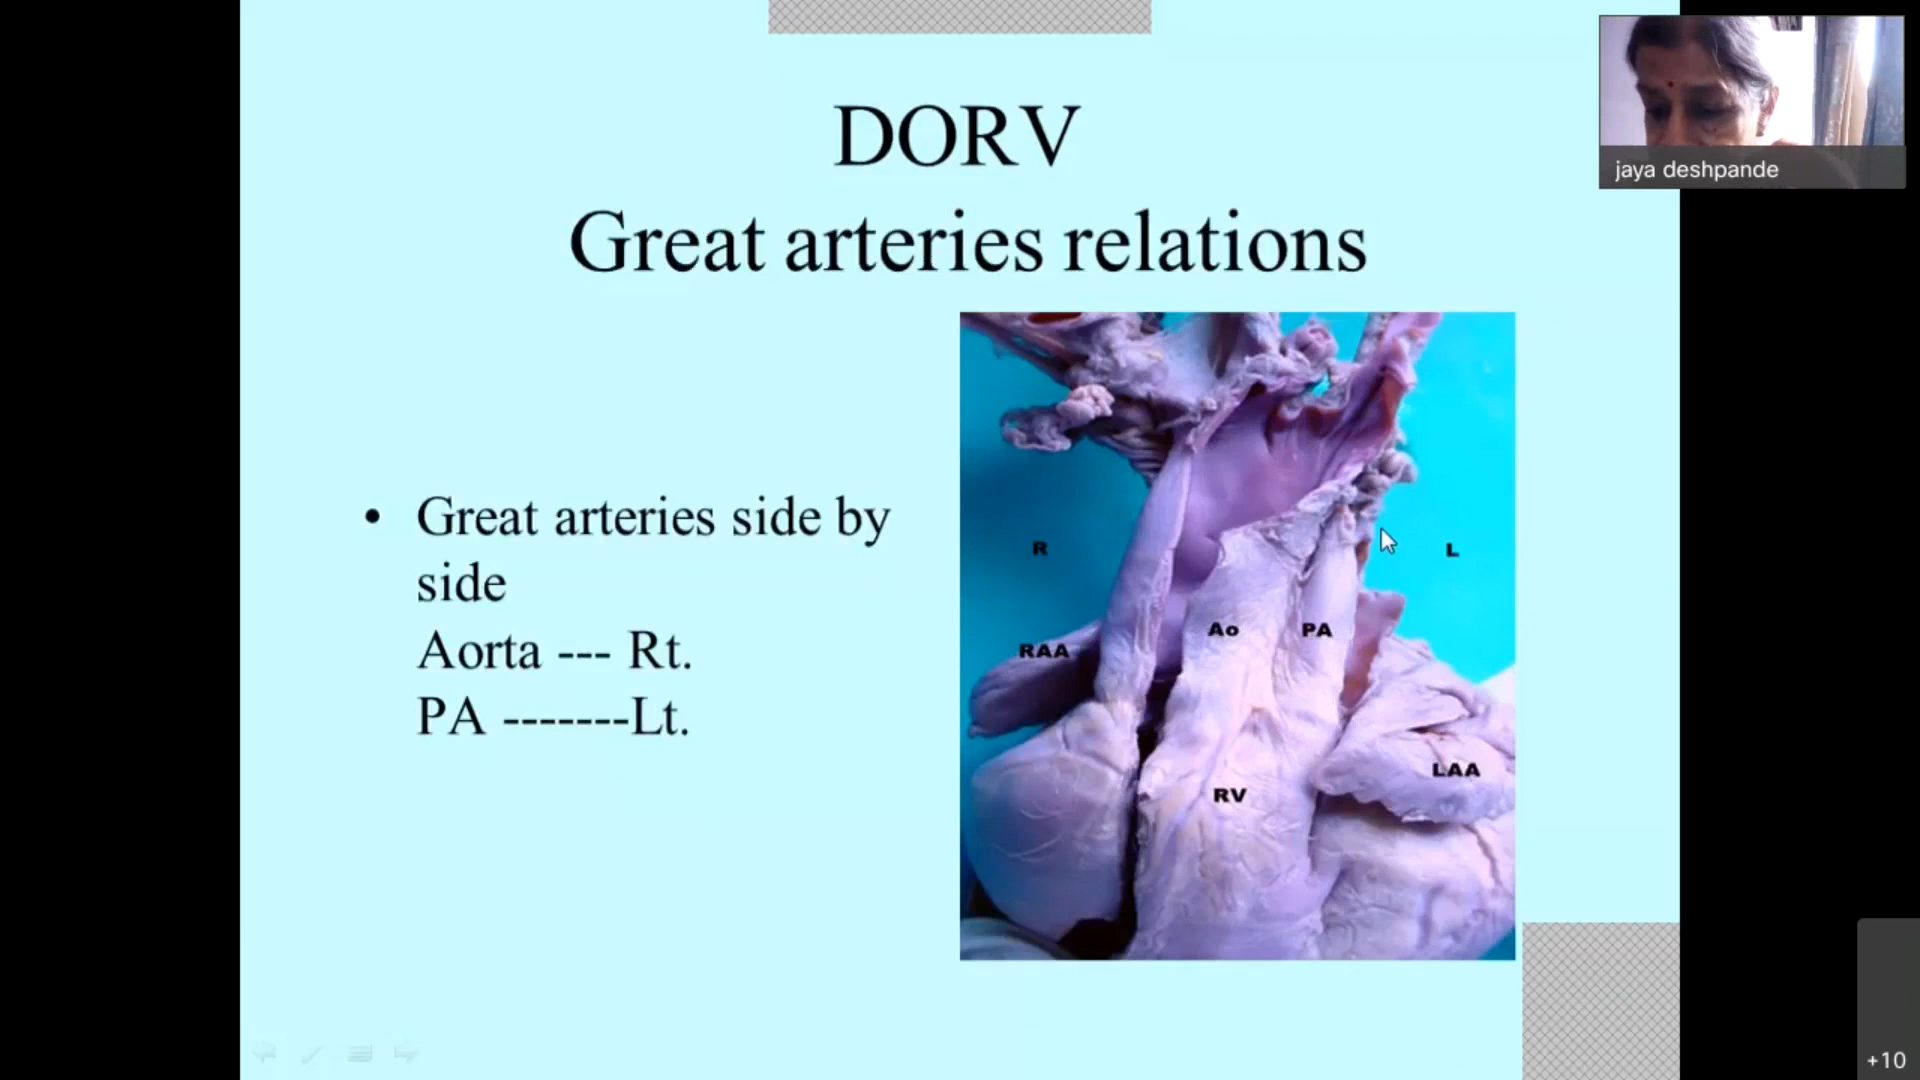 DORV
Great arteries relations
• Great arteries side by
side
Aorta --- Rt.
PA -------Lt.
R
L
Ao
PA
RAA
LAA
RV
jaya deshpande
+10